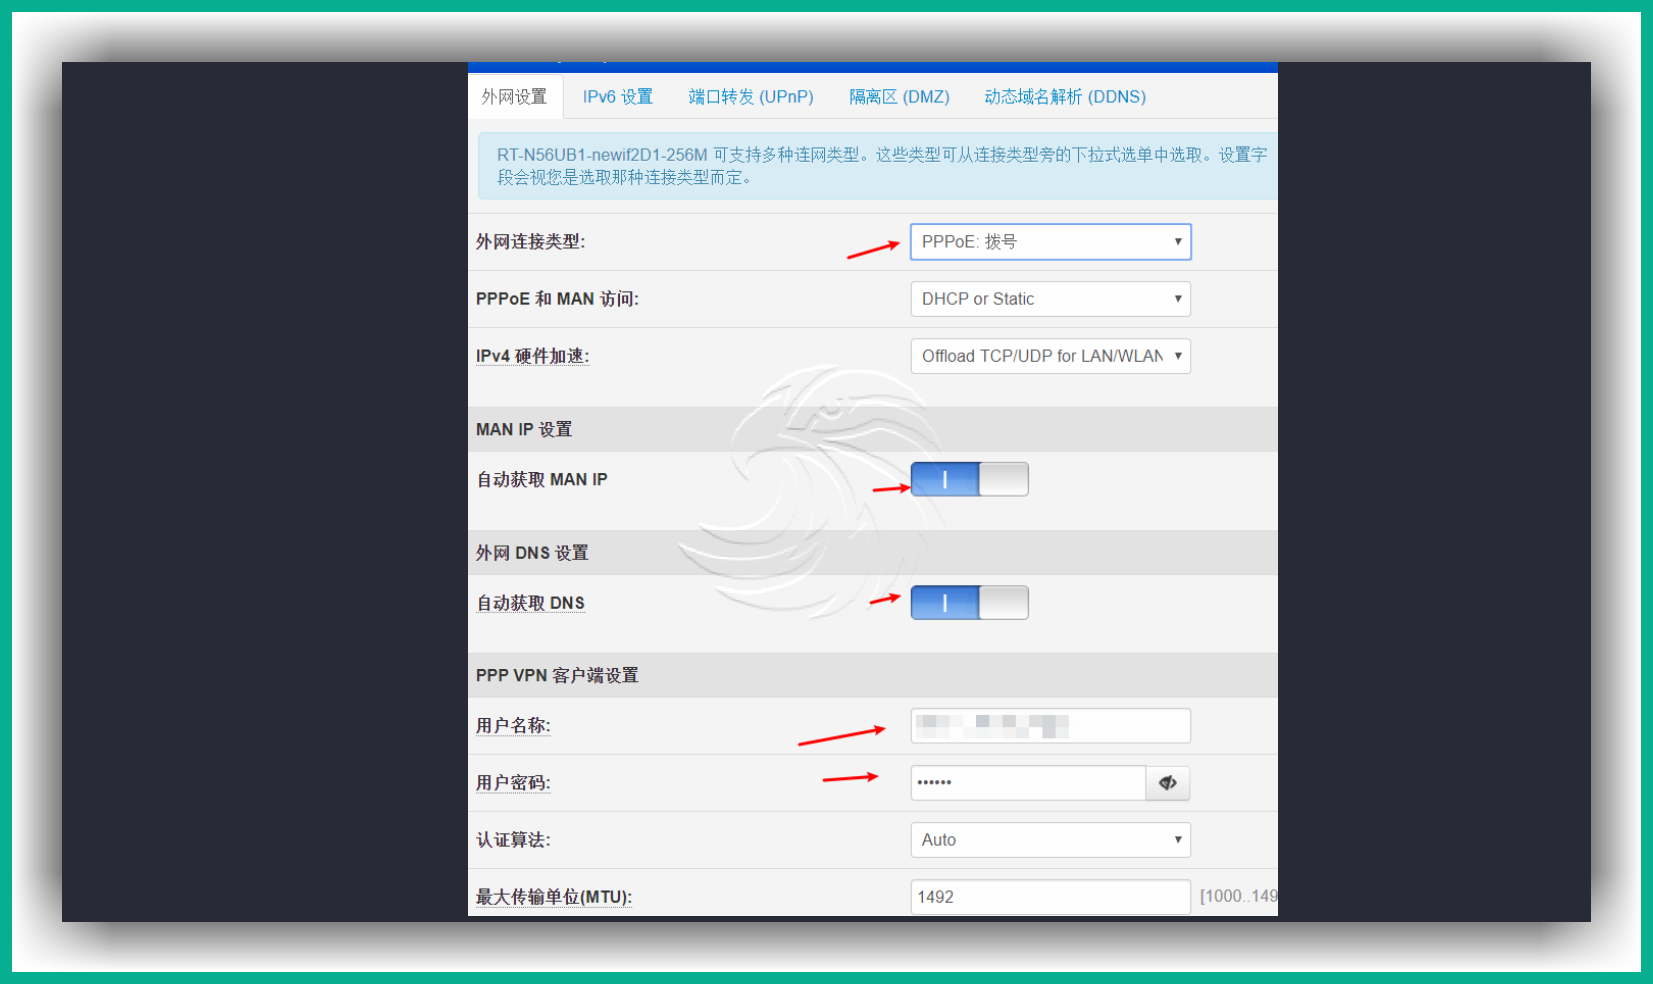 外网设置 IPv6 设置 端口转发 (UPnP) 隔离区 (DMZ) 动态域名解析 (DDNS)
RT-N56UB1-newif2D1-256M 可支持多种连网类型。这些类型可从连接类型旁的下拉式选单中选取。设置字
段会视您是选取那种连接类型而定。
外网连接类型: PPPoE: 拨号
PPPoE 和 MAN 访问: DHCP or Static
IPv4 硬件加速: Offload TCP/UDP for LAN/WLAN
MAN IP 设置
自动获取 MAN IP
外网 DNS 设置
自动获取 DNS
PPP VPN 客户端设置
用户名称:
用户密码: ••••••
认证算法: Auto
最大传输单位(MTU): 1492 [1000..149